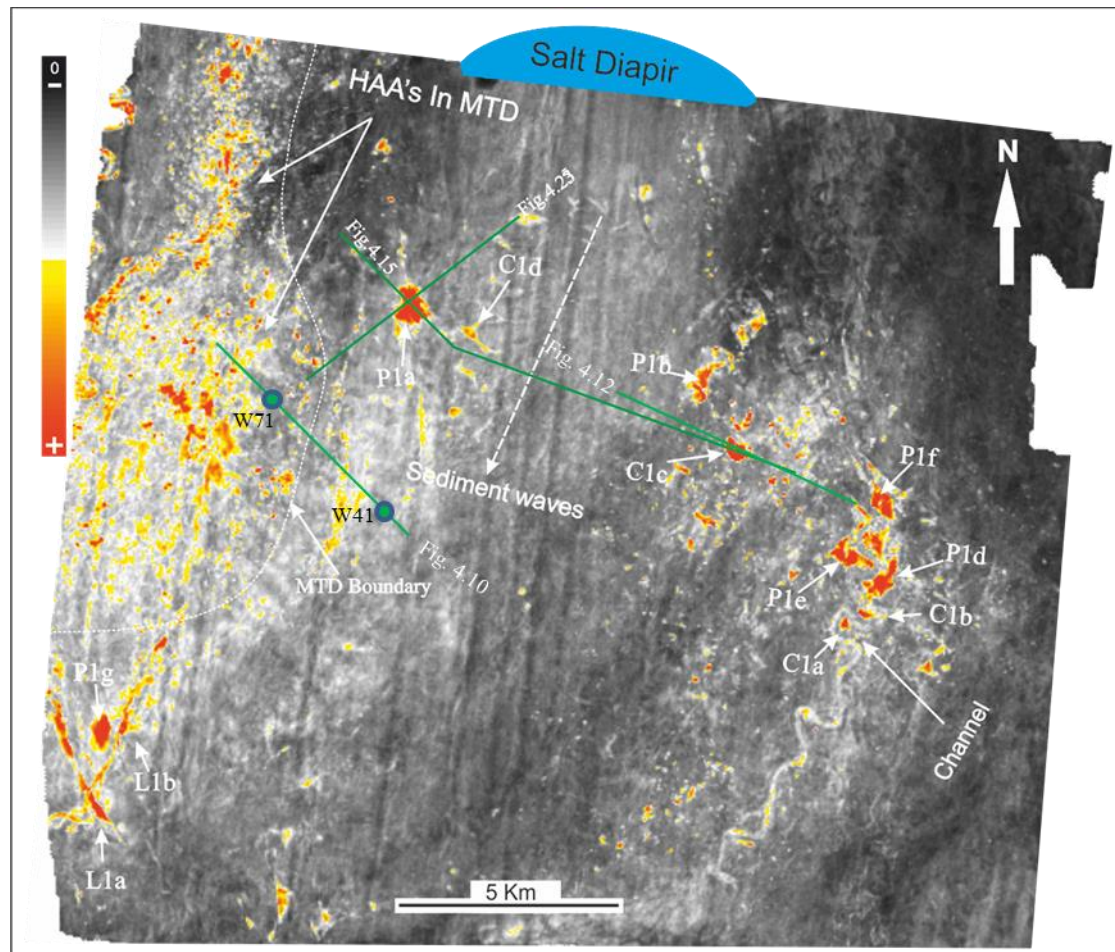 Salt Diapir
0
−
HAA's In MTD
N
Fig.4.23
Fig.4.15
C1d
P1a
P1b
Fig. 4.12
W71
C1c
Sediment waves
P1f
W41
Fig. 4.10
P1d
MTD Boundary
P1e
C1b
C1a
P1g
Channel
L1b
L1a
5 Km
+